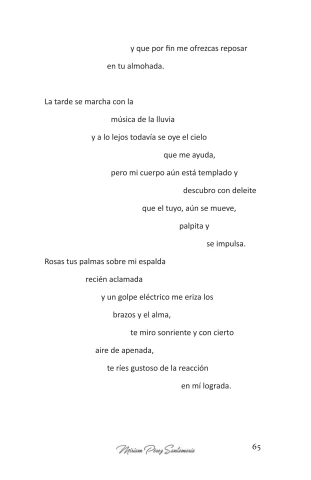 y que por fin me ofrezcas reposar
en tu almohada.
La tarde se marcha con la
música de la lluvia
y a lo lejos todavía se oye el cielo
que me ayuda,
pero mi cuerpo aún está templado y
descubro con deleite
que el tuyo, aún se mueve,
palpita y
se impulsa.
Rosas tus palmas sobre mi espalda
recién aclamada
y un golpe eléctrico me eriza los
brazos y el alma,
te miro sonriente y con cierto
aire de apenada,
te ríes gustoso de la reacción
en mí lograda.
Míriam Pérez Santamaría 65